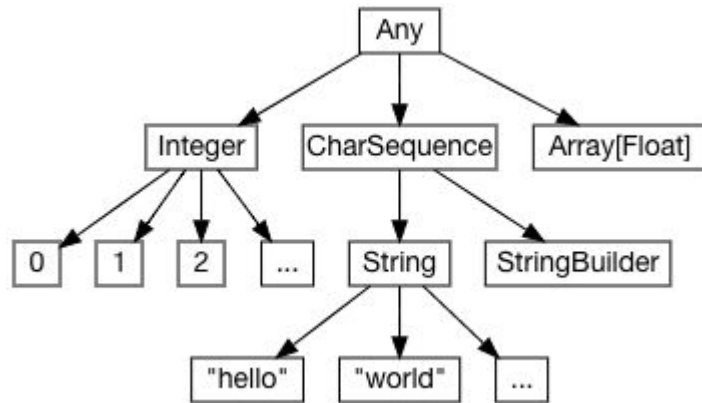 Any
Integer CharSequence Array[Float]
0 1 2 ... String StringBuilder
"hello" "world" ...